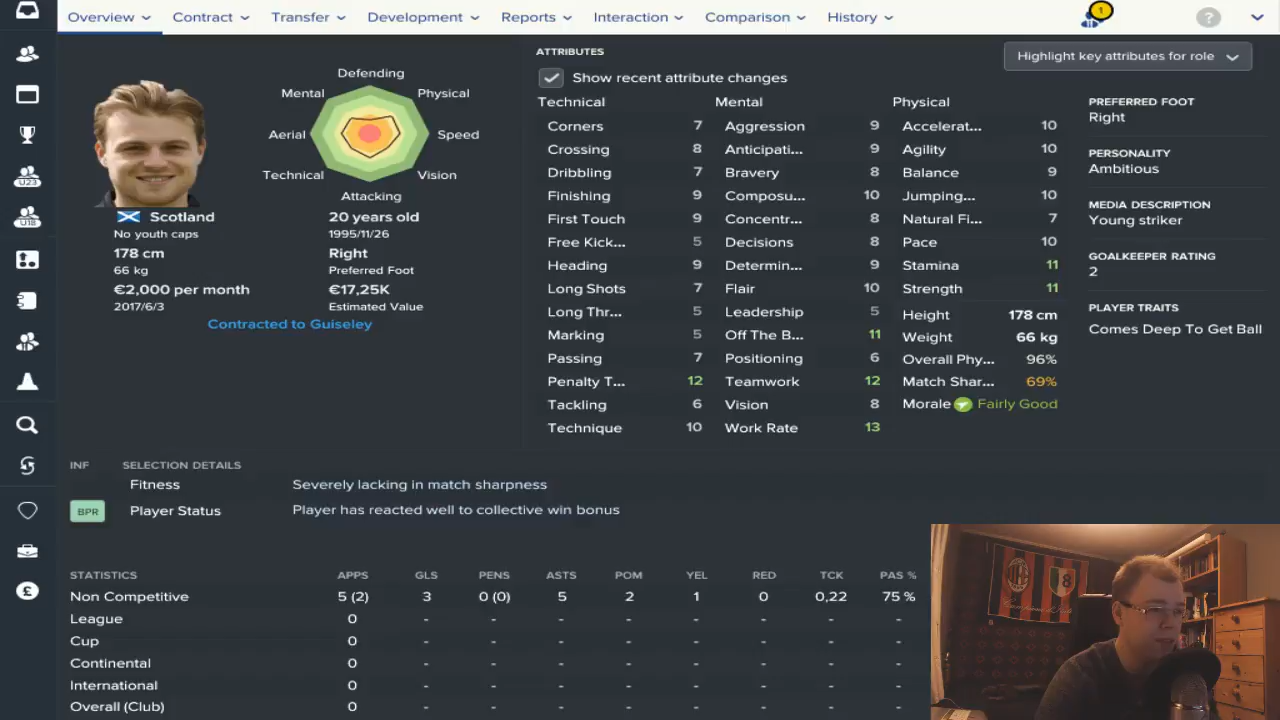 Overview Contract Transfer Development Reports Interaction Comparison History 1 ?
ATTRIBUTES
Highlight key attributes for role
Show recent attribute changes
Defending
Mental Physical
Aerial Speed
Technical Vision
Attacking
Scotland
No youth caps
178 cm
66 kg
€2,000 per month
2017/6/3
20 years old
1995/11/26
Right
Preferred Foot
€17,25K
Estimated Value
Contracted to Guiseley
Technical Mental Physical
Corners 7 Aggression 9 Accelerat... 10
Crossing 8 Anticipati... 9 Agility 10
Dribbling 7 Bravery 8 Balance 9
Finishing 9 Composu... 10 Jumping... 10
First Touch 9 Concentr... 8 Natural Fi... 7
Free Kick... 5 Decisions 8 Pace 10
Heading 9 Determin... 9 Stamina 11
Long Shots 7 Flair 10 Strength 11
Long Thr... 5 Leadership 5 Height 178 cm
Marking 5 Off The B... 11 Weight 66 kg
Passing 7 Positioning 6 Overall Phy... 96%
Penalty T... 12 Teamwork 12 Match Shar... 69%
Tackling 6 Vision 8 Morale Fairly Good
Technique 10 Work Rate 13
PREFERRED FOOT
Right
PERSONALITY
Ambitious
MEDIA DESCRIPTION
Young striker
GOALKEEPER RATING
2
PLAYER TRAITS
Comes Deep To Get Ball
U23
U18
INF SELECTION DETAILS
Fitness Severely lacking in match sharpness
BPR Player Status Player has reacted well to collective win bonus
STATISTICS APPS GLS PENS ASTS POM YEL RED TCK PAS %
Non Competitive 5 (2) 3 0 (0) 5 2 1 0 0,22 75 %
League 0 - - - - - - - -
Cup 0 - - - - - - - -
Continental 0 - - - - - - - -
International 0 - - - - - - - -
Overall (Club) 0 - - - - - - - -